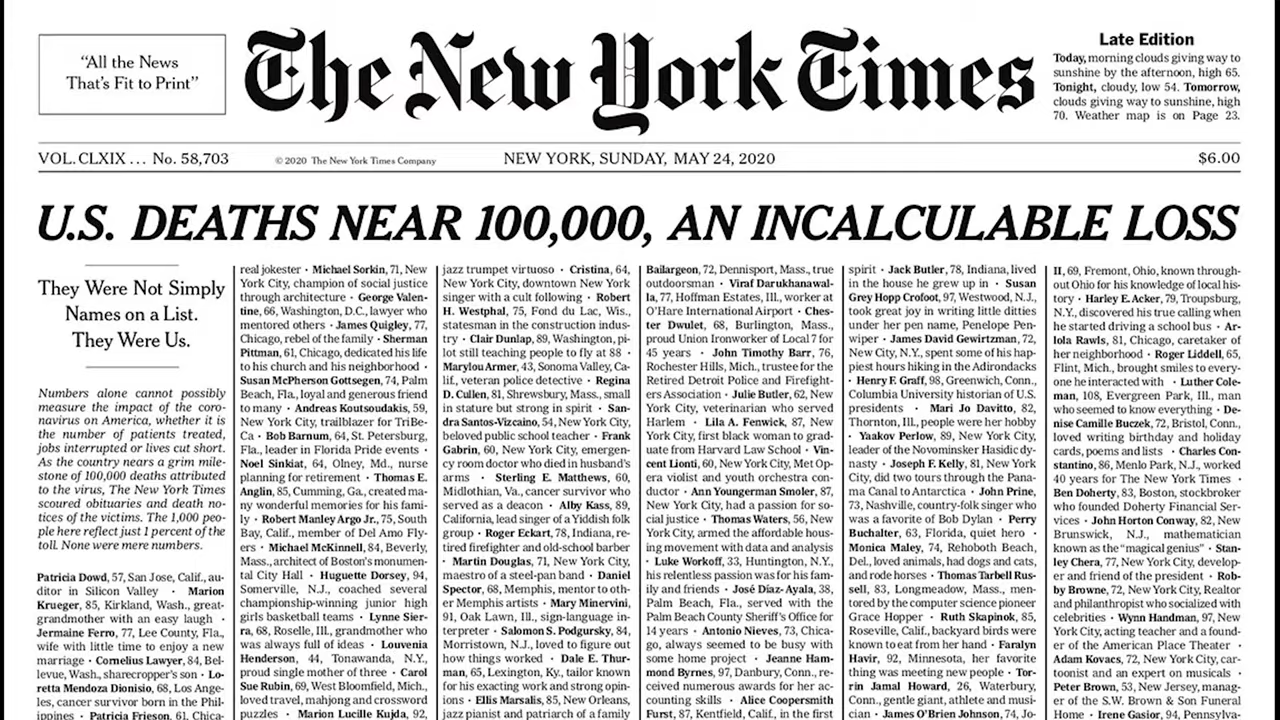 “All the News
That’s Fit to Print”
The New York Times
Late Edition
Today, morning clouds giving way to
sunshine by the afternoon, high 65.
Tonight, cloudy, low 54. Tomorrow,
clouds giving way to sunshine, high
70. Weather map is on Page 23.
VOL. CLXIX ... No. 58,703
© 2020 The New York Times Company
NEW YORK, SUNDAY, MAY 24, 2020
$6.00
U.S. DEATHS NEAR 100,000, AN INCALCULABLE LOSS
They Were Not Simply
Names on a List.
They Were Us.
Numbers alone cannot possibly
measure the impact of the coro-
navirus on America, whether it is
the number of patients treated,
jobs interrupted or lives cut short.
As the country nears a grim mile-
stone of 100,000 deaths attributed
to the virus, The New York Times
scoured obituaries and death no-
tices of the victims. The 1,000 peo-
ple here reflect just 1 percent of the
toll. None were mere numbers.
Patricia Dowd, 57, San Jose, Calif., au-
ditor in Silicon Valley · Marion
Krueger, 85, Kirkland, Wash., great-
grandmother with an easy laugh ·
Jermaine Ferro, 77, Lee County, Fla.,
wife with little time to enjoy a new
marriage · Cornelius Lawyer, 84, Bel-
levue, Wash., sharecropper’s son · Lo-
retta Mendoza Dionisio, 68, Los Ange-
les, cancer survivor born in the Phil-
ippines · Patricia Frieson, 61, Chica-
real jokester · Michael Sorkin, 71, New
York City, champion of social justice
through architecture · George Valen-
tine, 66, Washington, D.C., lawyer who
mentored others · James Quigley, 77,
Chicago, rebel of the family · Sherman
Pittman, 61, Chicago, dedicated his life
to his church and his neighborhood ·
Susan McPherson Gottsegen, 74, Palm
Beach, Fla., loyal and generous friend
to many · Andreas Koutsoudakis, 59,
New York City, trailblazer for TriBe-
Ca · Bob Barnum, 64, St. Petersburg,
Fla., leader in Florida Pride events ·
Noel Sinkiat, 64, Olney, Md., nurse
planning for retirement · Thomas E.
Anglin, 85, Cumming, Ga., created ma-
ny wonderful memories for his fami-
ly · Robert Manley Argo Jr., 75, South
Bay, Calif., member of Del Amo Fly-
ers · Michael McKinnell, 84, Beverly,
Mass., architect of Boston’s monumen-
tal City Hall · Huguette Dorsey, 94,
Somerville, N.J., coached several
championship-winning junior high
girls basketball teams · Lynne Sier-
ra, 68, Roselle, Ill., grandmother who
was always full of ideas · Louvenia
Henderson, 44, Tonawanda, N.Y.,
proud single mother of three · Carol
Sue Rubin, 69, West Bloomfield, Mich.,
loved travel, mahjong and crossword
puzzles · Marion Lucille Kujda, 92,
jazz trumpet virtuoso · Cristina, 64,
New York City, downtown New York
singer with a cult following · Robert
H. Westphal, 75, Fond du Lac, Wis.,
statesman in the construction indus-
try · Clair Dunlap, 89, Washington, pi-
lot still teaching people to fly at 88 ·
Marylou Armer, 43, Sonoma Valley, Ca-
lif., veteran police detective · Regina
D. Cullen, 81, Shrewsbury, Mass., small
in stature but strong in spirit · San-
dra Santos-Vizcaino, 54, New York City,
beloved public school teacher · Frank
Gabrin, 60, New York City, emergen-
cy room doctor who died in husband’s
arms · Sterling E. Matthews, 60,
Midlothian, Va., cancer survivor who
served as a deacon · Alby Kass, 89,
California, lead singer of a Yiddish folk
group · Roger Eckart, 78, Indiana, re-
tired firefighter and old-school barber
· Martin Douglas, 71, New York City,
maestro of a steel-pan band · Daniel
Spector, 68, Memphis, mentor to oth-
er Memphis artists · Mary Minervini,
91, Oak Lawn, Ill., sign-language in-
terpreter · Salomon S. Podgursky, 84,
Morristown, N.J., loved to figure out
how things worked · Dale E. Thur-
man, 65, Lexington, Ky., tailor known
for his exacting work and strong opin-
ions · Ellis Marsalis, 85, New Orleans,
jazz pianist and patriarch of a family
Bailargeon, 72, Dennisport, Mass., true
outdoorsman · Viraf Darukhanawal-
la, 77, Hoffman Estates, Ill., worker at
O’Hare International Airport · Ches-
ter Dwulet, 68, Burlington, Mass.,
proud Union Ironworker of Local 7 for
45 years · John Timothy Barr, 76,
Rochester Hills, Mich., trustee for the
Retired Detroit Police and Firefight-
ers Association · Julie Butler, 62, New
York City, veterinarian who served
Harlem · Lila A. Fenwick, 87, New
York City, first black woman to grad-
uate from Harvard Law School · Vin-
cent Lionti, 60, New York City, Met Op-
era violist and youth orchestra con-
ductor · Ann Youngerman Smoler, 87,
New York City, had a passion for so-
cial justice · Thomas Waters, 56, New
York City, armed the affordable hous-
ing movement with data and analysis
· Luke Workoff, 33, Huntington, N.Y.,
his relentless passion was for his fam-
ily and friends · José Díaz-Ayala, 38,
Palm Beach, Fla., served with the
Palm Beach County Sheriff’s Office for
14 years · Antonio Nieves, 73, Chica-
go, always seemed to be busy with
some home project · Jeanne Ham-
mond Byrnes, 97, Danbury, Conn., re-
ceived numerous awards for her ac-
counting skills · Alice Coopersmith
Furst, 87, Kentfield, Calif., in the first
spirit · Jack Butler, 78, Indiana, lived
in the house he grew up in · Susan
Grey Hopp Crofoot, 97, Westwood, N.J.,
took great joy in writing little ditties
under her pen name, Penelope Pen-
wiper · James David Gewirtzman, 72,
New City, N.Y., spent some of his hap-
piest hours hiking in the Adirondacks
· Henry F. Graff, 98, Greenwich, Conn.,
Columbia University historian of U.S.
presidents · Mari Jo Davitto, 82,
Thornton, Ill., people were her hobby
· Yaakov Perlow, 89, New York City,
leader of the Novominsker Hasidic dy-
nasty · Joseph F. Kelly, 81, New York
City, did two tours through the Pana-
ma Canal to Antarctica · John Prine,
73, Nashville, country-folk singer who
was a favorite of Bob Dylan · Perry
Buchalter, 63, Florida, quiet hero ·
Monica Maley, 74, Rehoboth Beach,
Del., loved animals, had dogs and cats,
and rode horses · Thomas Tarbell Rus-
sell, 83, Longmeadow, Mass., men-
tored by the computer science pioneer
Grace Hopper · Ruth Skapinok, 85,
Roseville, Calif., backyard birds were
known to eat from her hand · Faralyn
Havir, 92, Minnesota, her favorite
thing was meeting new people · Tor-
rin Jamal Howard, 26, Waterbury,
Conn., gentle giant, athlete and musi-
cian · James O’Brien Johnson, 74, Jo-
II, 69, Fremont, Ohio, known through-
out Ohio for his knowledge of local his-
tory · Harley E. Acker, 79, Troupsburg,
N.Y., discovered his true calling when
he started driving a school bus · Ar-
lola Rawls, 81, Chicago, caretaker of
her neighborhood · Roger Liddell, 65,
Flint, Mich., brought smiles to every-
one he interacted with · Luther Cole-
man, 108, Evergreen Park, Ill., man
who seemed to know everything · De-
nise Camille Buczek, 72, Bristol, Conn.,
loved writing birthday and holiday
cards, poems and lists · Charles Con-
stantino, 86, Menlo Park, N.J., worked
40 years for The New York Times ·
Ben Doherty, 83, Boston, stockbroker
who founded Doherty Financial Ser-
vices · John Horton Conway, 82, New
Brunswick, N.J., mathematician
known as the “magical genius” · Stan-
ley Chera, 77, New York City, develop-
er and friend of the president · Rob-
by Browne, 72, New York City, Realtor
and philanthropist who socialized with
celebrities · Wynn Handman, 97, New
York City, acting teacher and a found-
er of the American Place Theater ·
Adam Kovacs, 72, New York City, car-
toonist and an expert on musicals ·
Peter Brown, 53, New Jersey, manag-
er of the S.W. Brown & Son Funeral
Home · Irene Gasior, 94, Pennsylva-